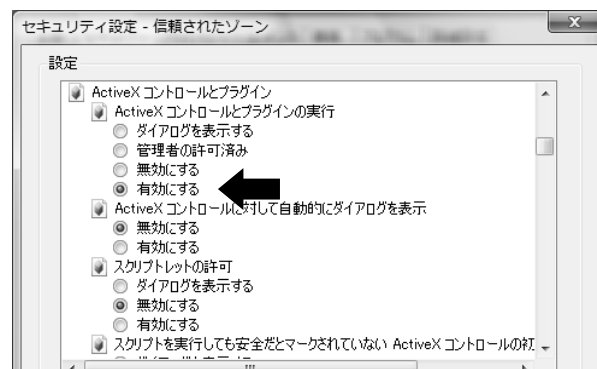 セキュリティ設定 - 信頼されたゾーン
設定
ActiveX コントロールとプラグイン
ActiveX コントロールとプラグインの実行
ダイアログを表示する
管理者の許可済み
無効にする
有効にする
ActiveX コントロールに対して自動的にダイアログを表示
無効にする
有効にする
スクリプトレットの許可
ダイアログを表示する
無効にする
有効にする
スクリプトを実行しても安全だとマークされていない ActiveX コントロールの初